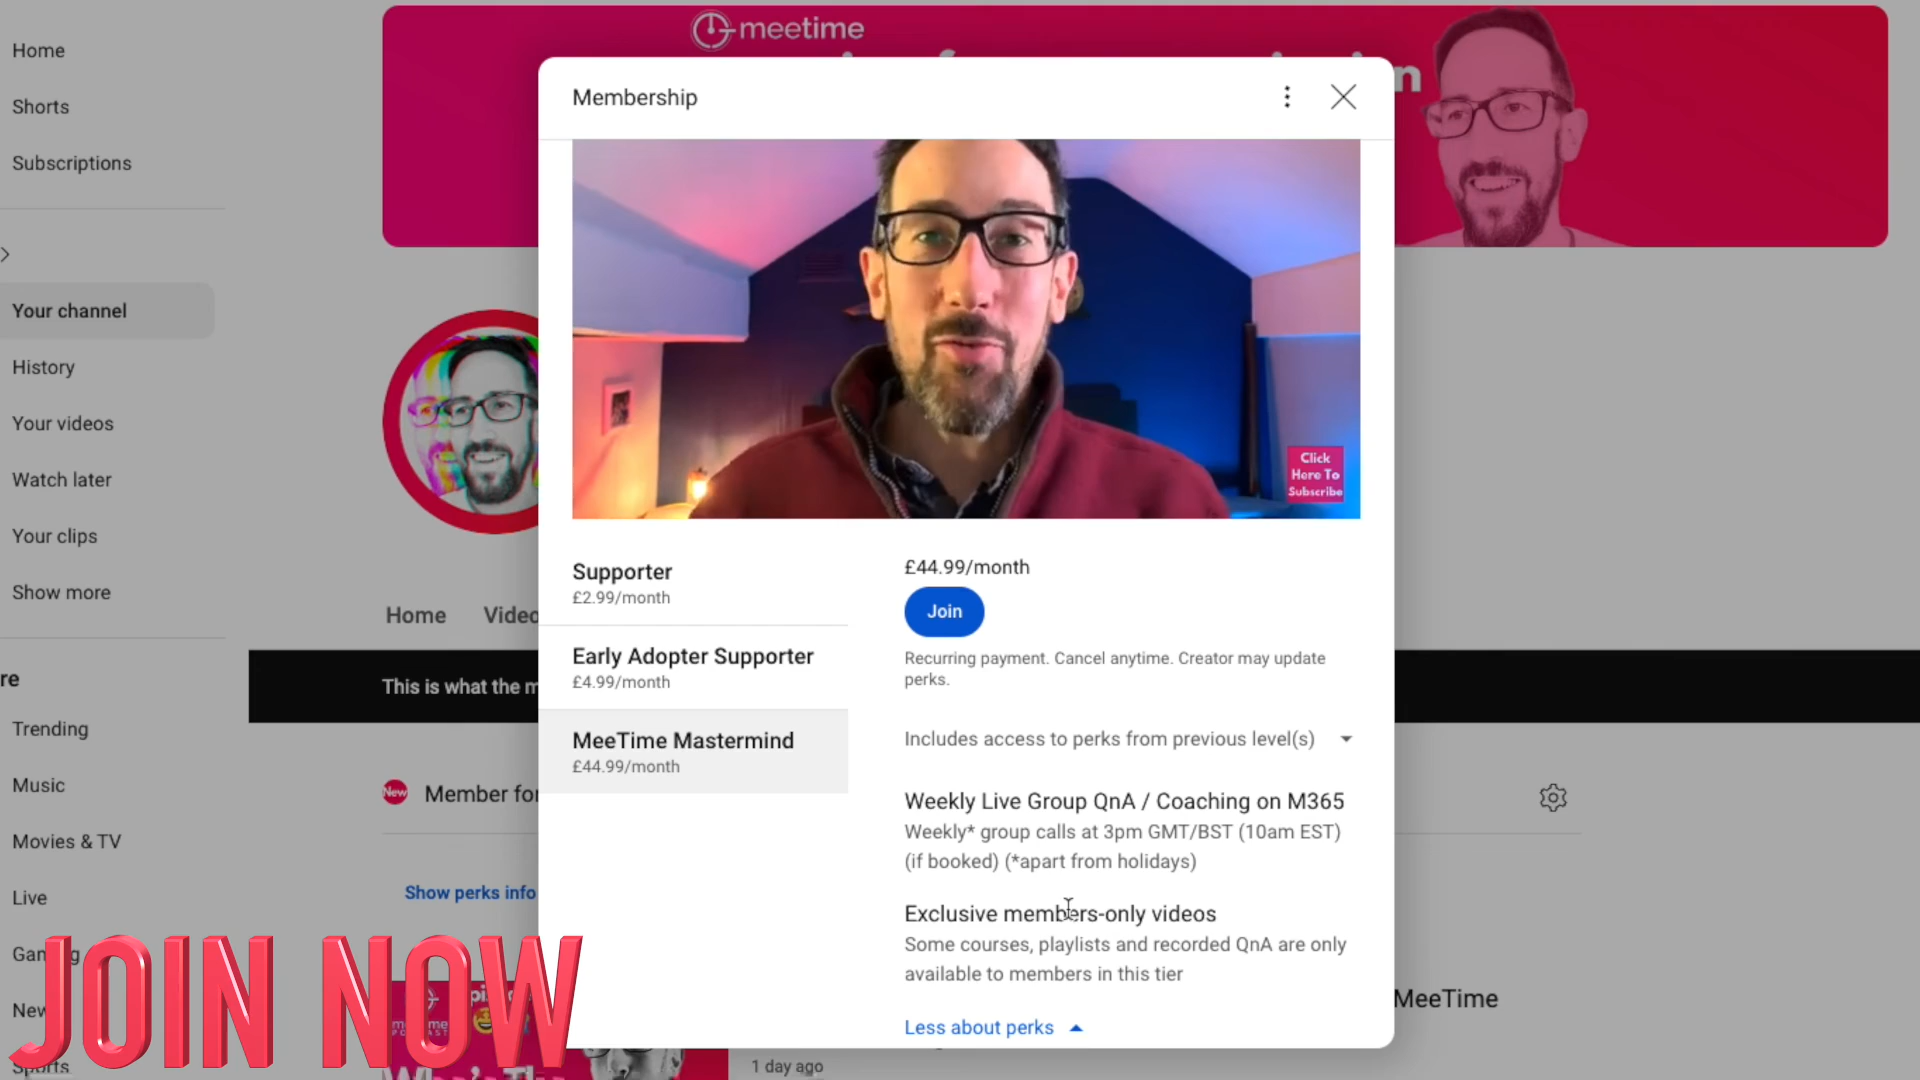 Home
Shorts
Subscriptions
Your channel
History
Your videos
Watch later
Your clips
Show more
re
Trending
Music
Movies & TV
Live
Sports
JOIN NOW
meetime
n
Home
This is what the m
Member for
New
Show perks info
MeeTime
1 day ago
Membership
Click
Here To
Subscribe
Supporter
£2.99/month
Early Adopter Supporter
£4.99/month
MeeTime Mastermind
£44.99/month
£44.99/month
Join
Recurring payment. Cancel anytime. Creator may update
perks.
Includes access to perks from previous level(s)
Weekly Live Group QnA / Coaching on M365
Weekly* group calls at 3pm GMT/BST (10am EST)
(if booked) (*apart from holidays)
Exclusive members-only videos
Some courses, playlists and recorded QnA are only
available to members in this tier
Less about perks